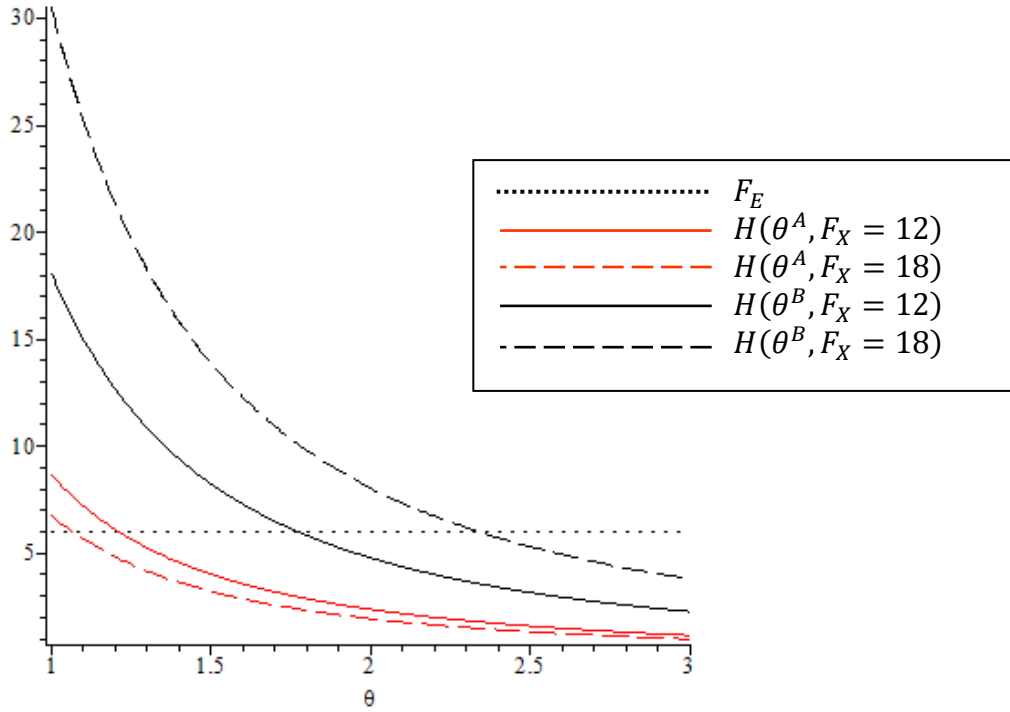 30
25
20
15
10
5
1
1.5
2
2.5
3
θ
F_E
H(θ^A, F_X = 12)
H(θ^A, F_X = 18)
H(θ^B, F_X = 12)
H(θ^B, F_X = 18)